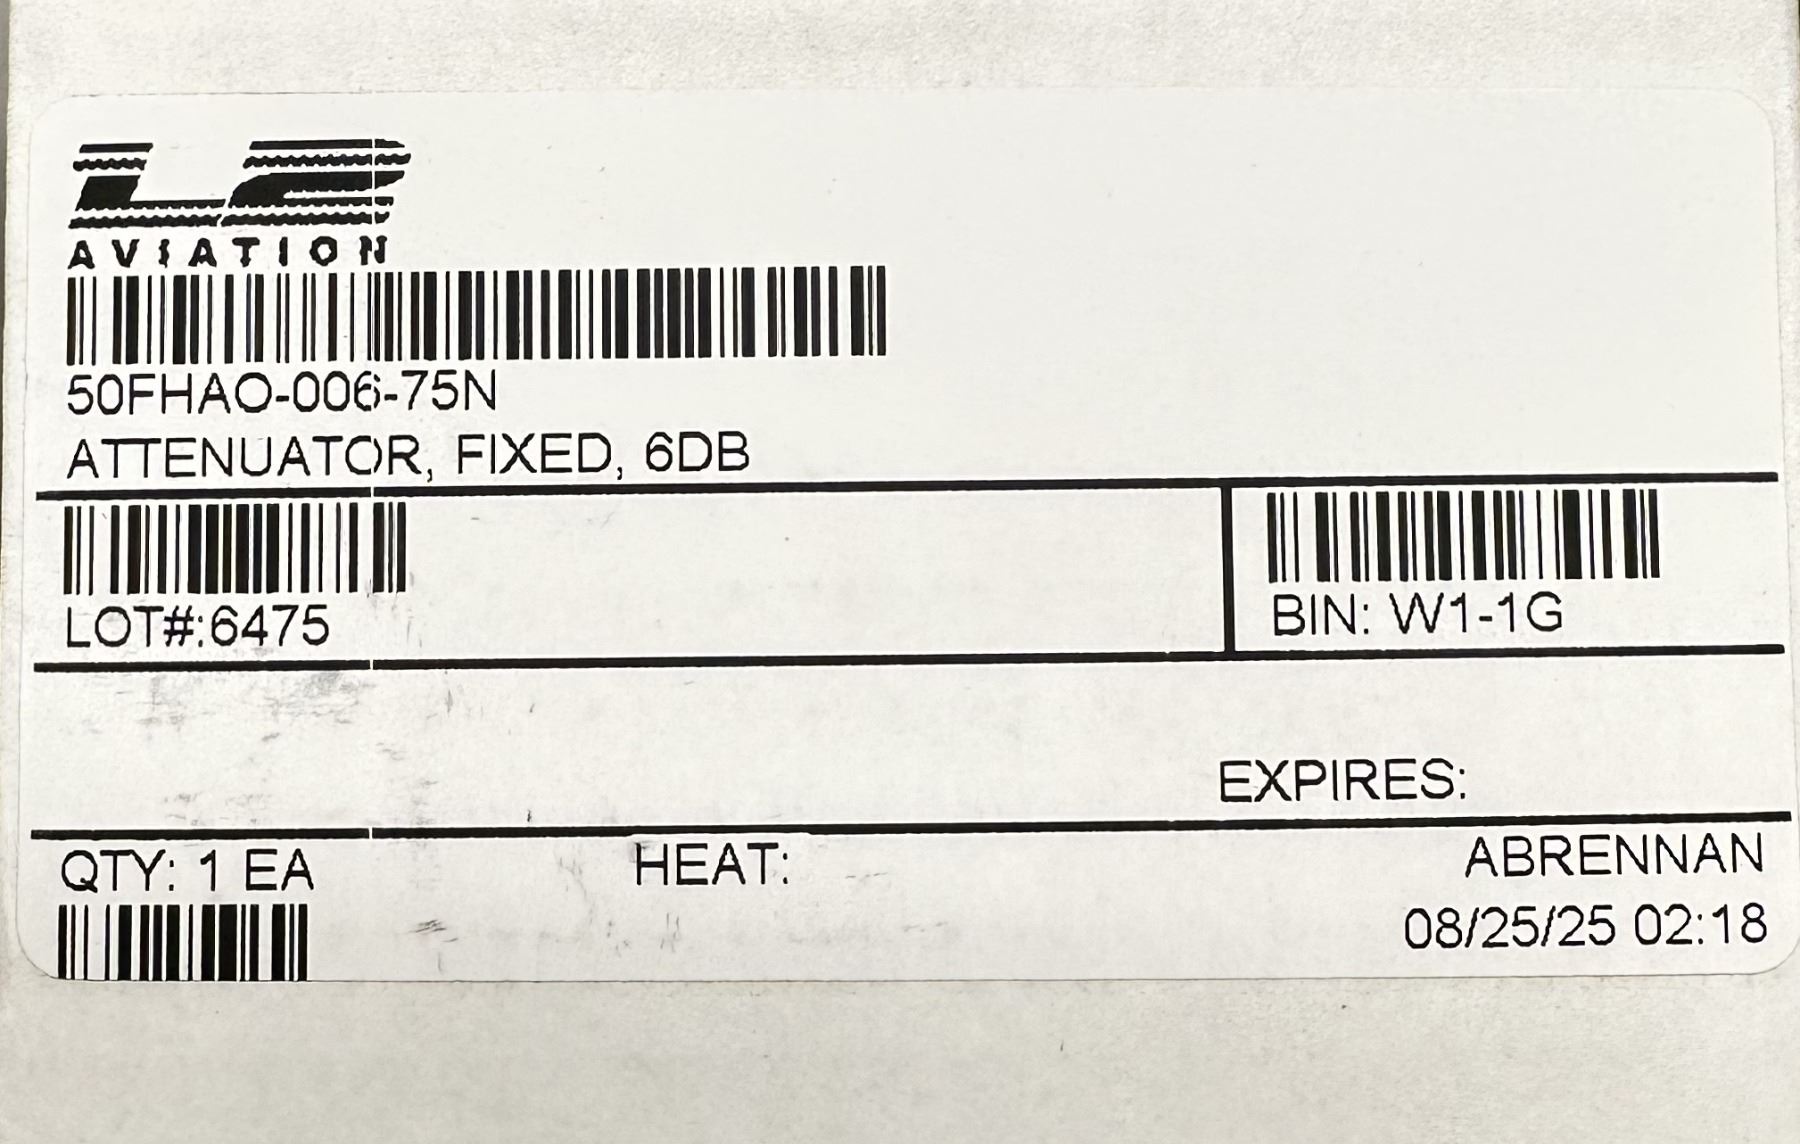 L2
AVIATION
50FHAO-006-75N
ATTENUATOR, FIXED, 6DB
LOT#:6475
BIN: W1-1G
EXPIRES:
QTY: 1 EA
HEAT:
ABRENNAN
08/25/25 02:18